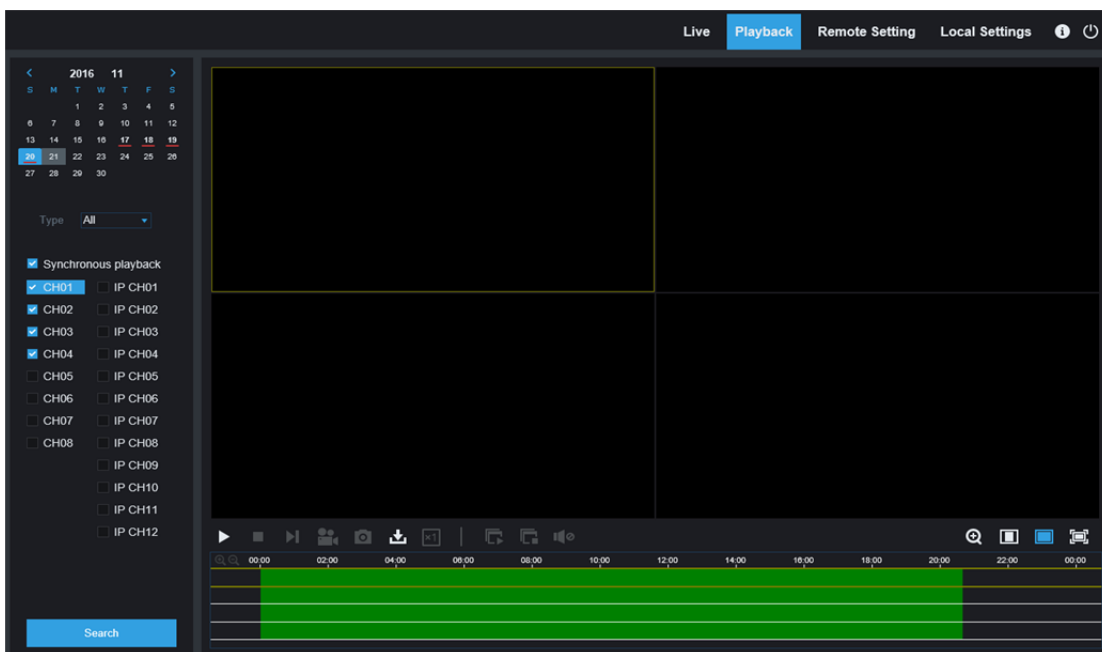 Live Playback Remote Setting Local Settings
2016 11
S M T W T F S
1 2 3 4 5
6 7 8 9 10 11 12
13 14 15 16 17 18 19
20 21 22 23 24 25 26
27 28 29 30
Type All
Synchronous playback
CH01 IP CH01
CH02 IP CH02
CH03 IP CH03
CH04 IP CH04
CH05 IP CH05
CH06 IP CH06
CH07 IP CH07
CH08 IP CH08
IP CH09
IP CH10
IP CH11
IP CH12
Search
×1
00:00 02:00 04:00 06:00 08:00 10:00 12:00 14:00 16:00 18:00 20:00 22:00 00:00